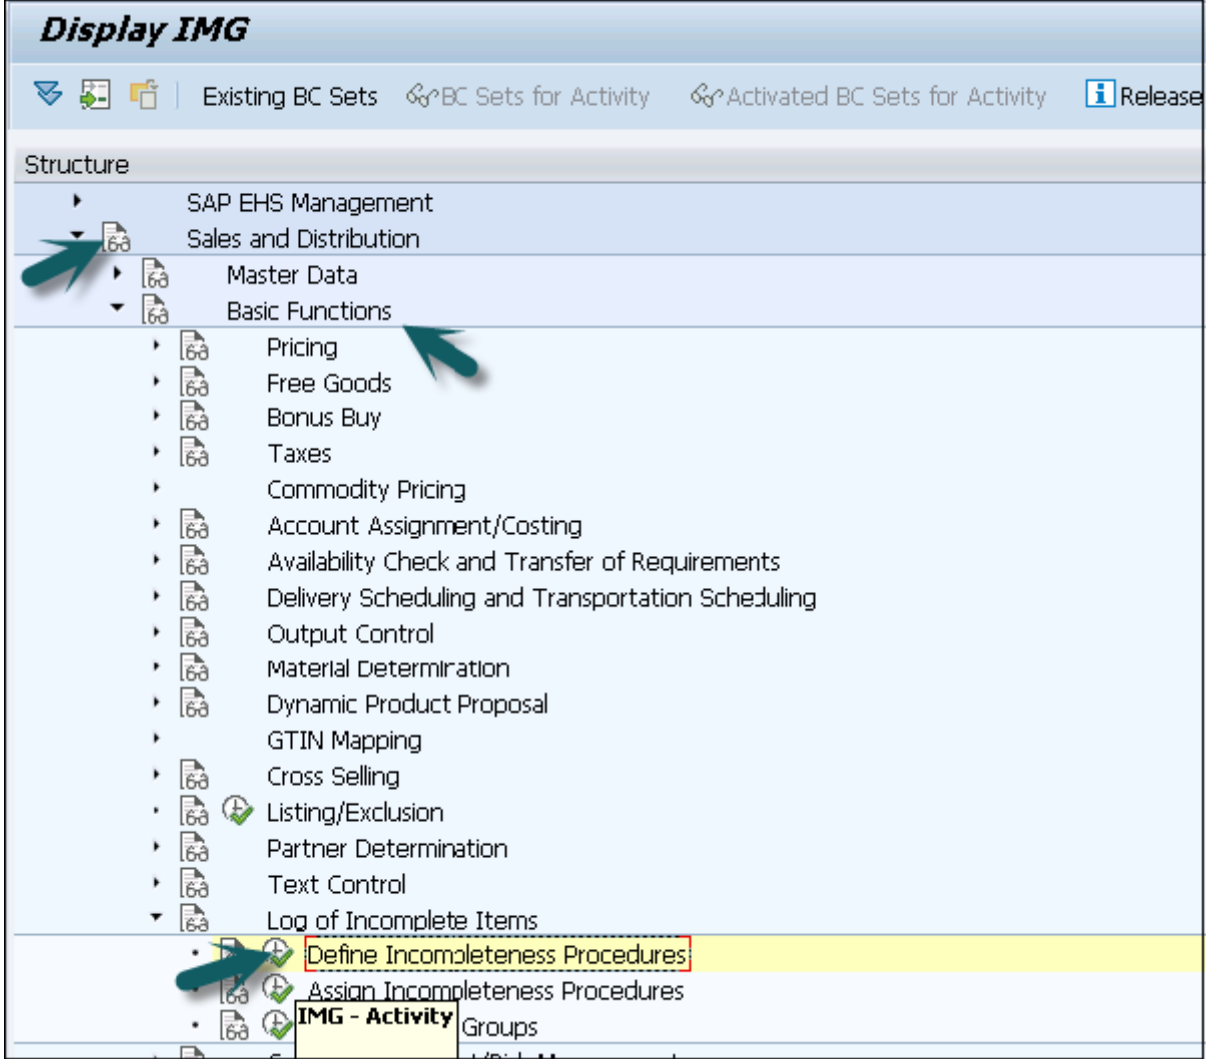 Display IMG
Existing BC Sets BC Sets for Activity Activated BC Sets for Activity Release
Structure
SAP EHS Management
Sales and Distribution
Master Data
Basic Functions
Pricing
Free Goods
Bonus Buy
Taxes
Commodity Pricing
Account Assignment/Costing
Availability Check and Transfer of Requirements
Delivery Scheduling and Transportation Scheduling
Output Control
Material Determination
Dynamic Product Proposal
GTIN Mapping
Cross Selling
Listing/Exclusion
Partner Determination
Text Control
Log of Incomplete Items
Define Incompleteness Procedures
Assign Incompleteness Procedures
IMG - Activity Groups